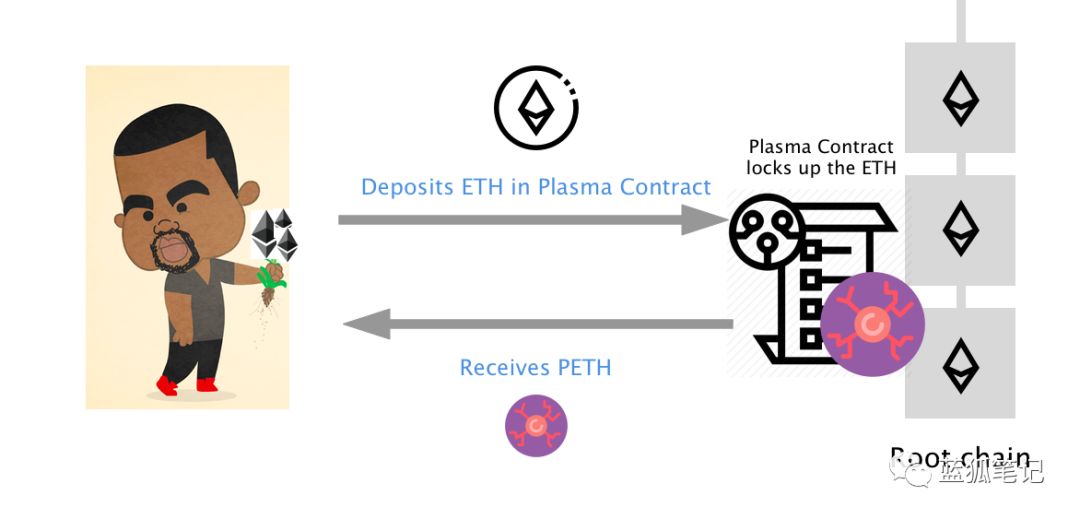 Plasma Contract
locks up the ETH
Deposits ETH in Plasma Contract
Receives PETH
Root chain
蓝狐笔记